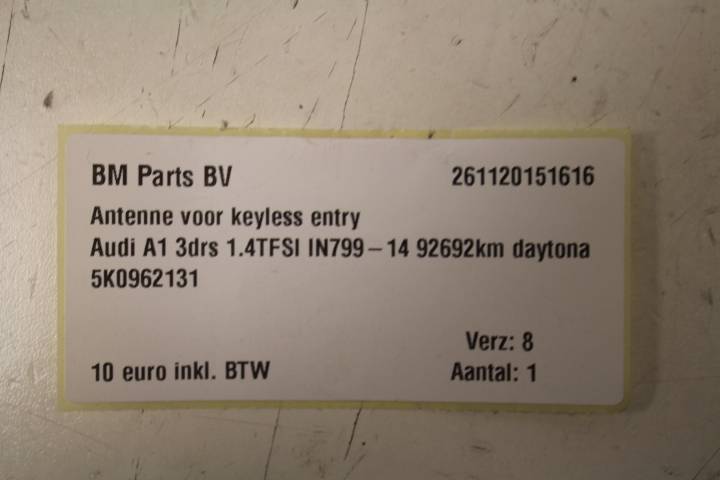 BM Parts BV 261120151616
Antenne voor keyless entry
Audi A1 3drs 1.4TFSI IN799-14 92692km daytona
5K0962131
Verz: 8
10 euro inkl. BTW Aantal: 1